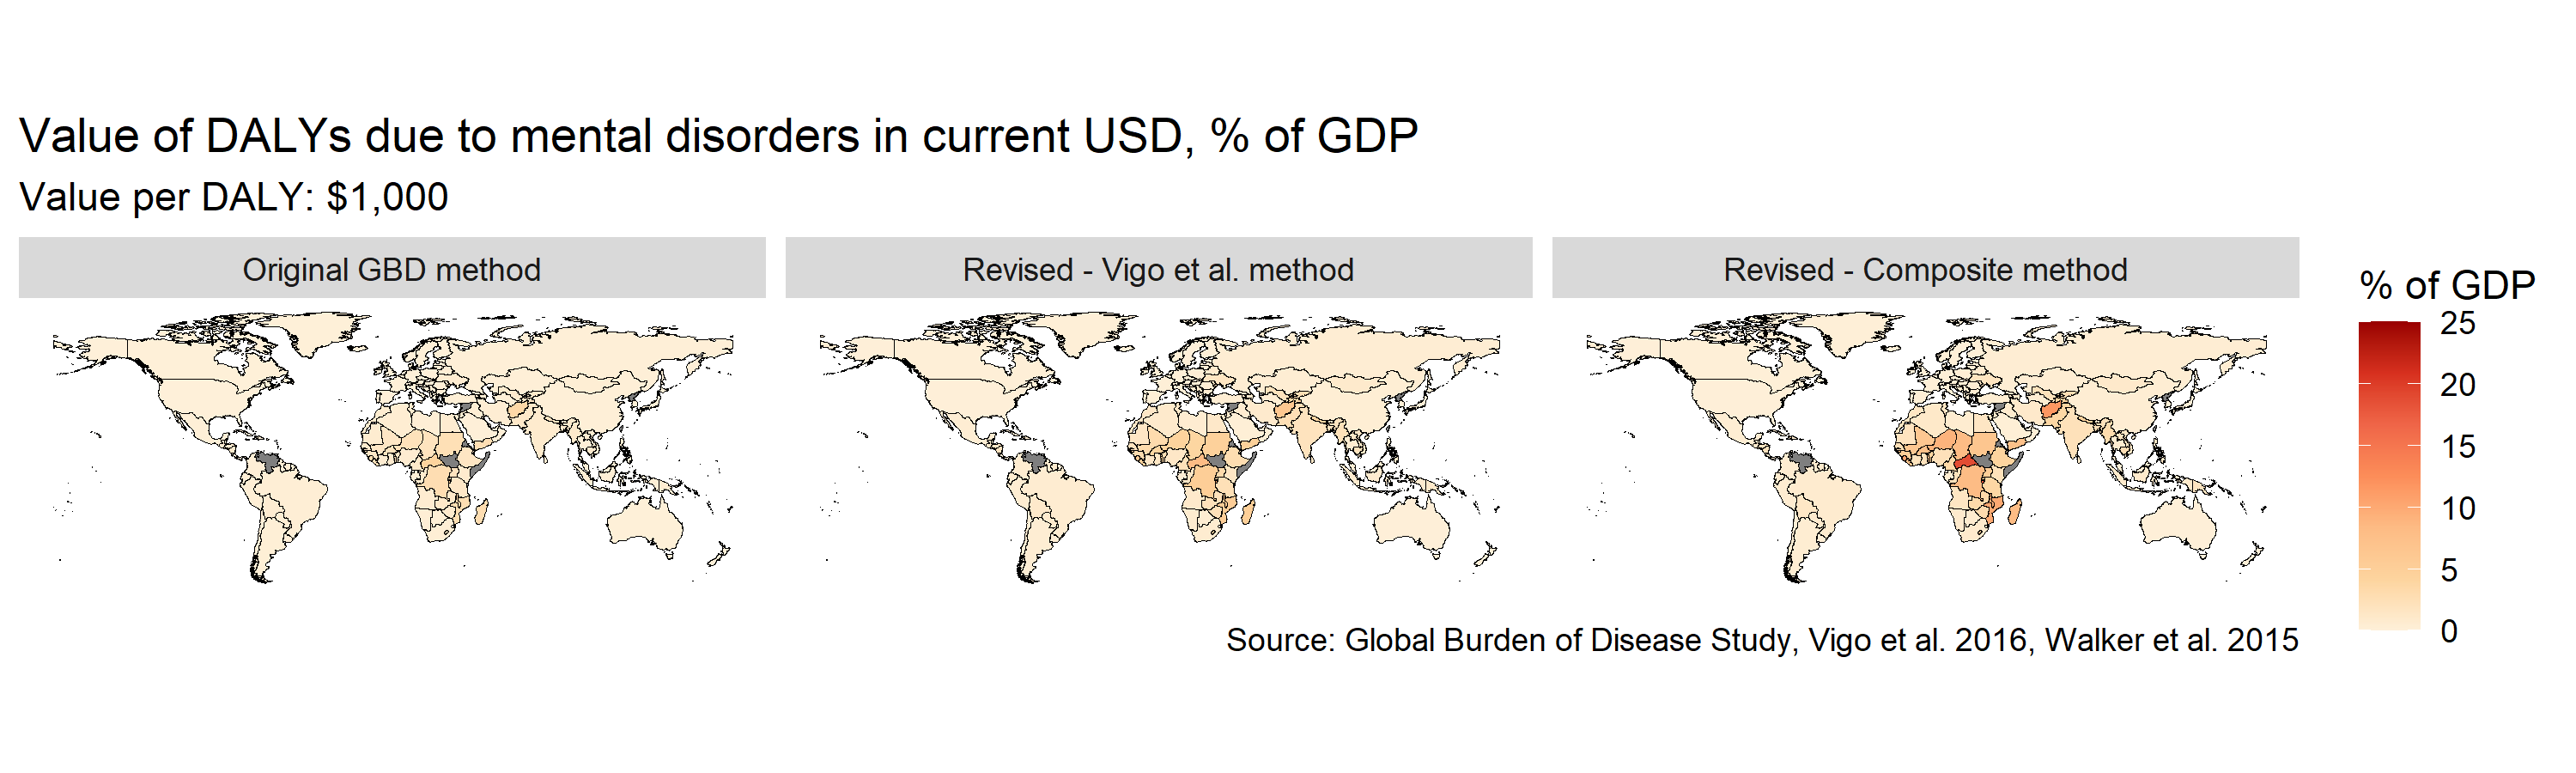 Value of DALYs due to mental disorders in current USD, % of GDP
Value per DALY: $1,000
Original GBD method
Revised - Vigo et al. method
Revised - Composite method
% of GDP
25
20
15
10
5
0
Source: Global Burden of Disease Study, Vigo et al. 2016, Walker et al. 2015